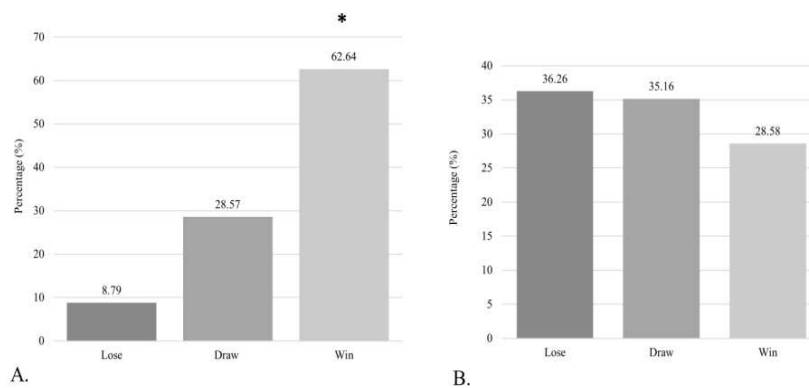 *
70
60
50
40
30
20
10
0
Percentage (%)
8.79
28.57
62.64
Lose
Draw
Win
A.
40
35
30
25
20
15
10
5
0
Percentage (%)
36.26
35.16
28.58
Lose
Draw
Win
B.